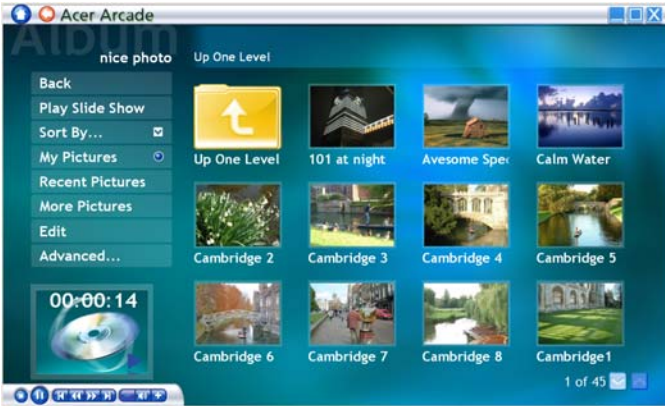 Acer Arcade
Album
nice photo
Up One Level
Back
Play Slide Show
Sort By...
My Pictures
Recent Pictures
More Pictures
Edit
Advanced...
00:00:14
Up One Level
101 at night
Avesome Spec
Calm Water
Cambridge 2
Cambridge 3
Cambridge 4
Cambridge 5
Cambridge 6
Cambridge 7
Cambridge 8
Cambridge1
1 of 45